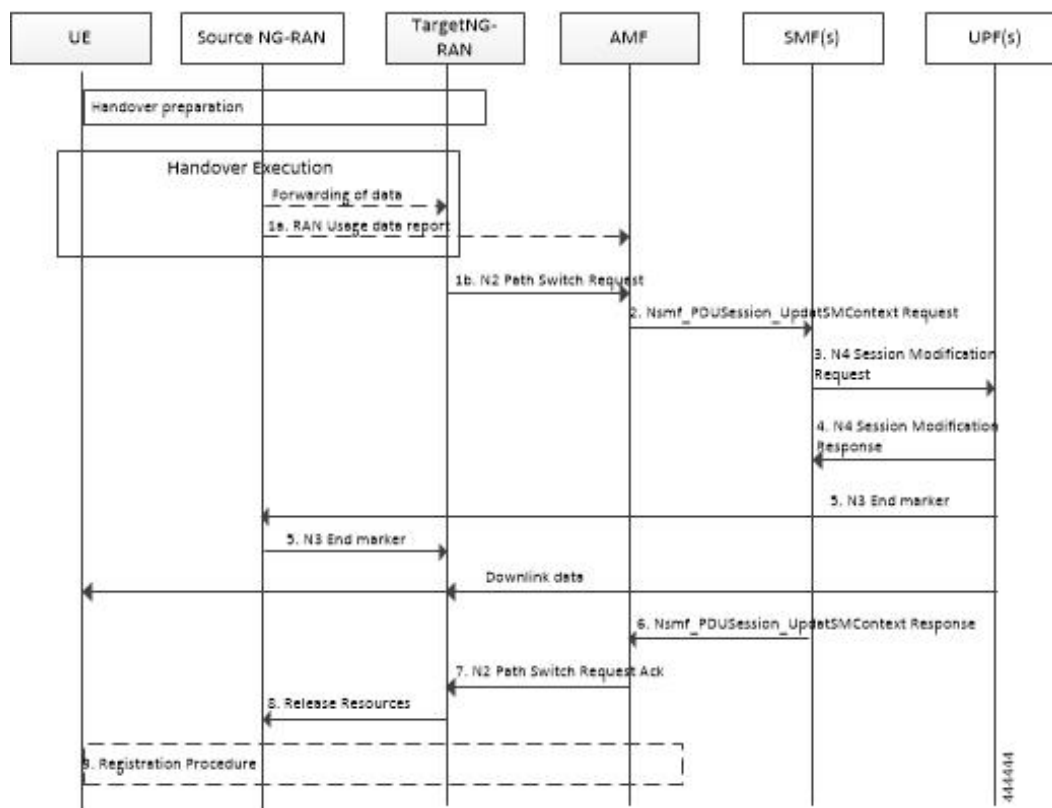 UE
Source NG-RAN
TargetNG-
RAN
AMF
SMF(s)
UPF(s)
Handover preparation
Handover Execution
Forwarding of data
1a. RAN Usage data report
1b. N2 Path Switch Request
2. Nsmf_PDUSession_UpdatSMContext Request
3. N4 Session Modification
Request
4. N4 Session Modification
Response
5. N3 End marker
5. N3 End marker
Downlink data
6. Nsmf_PDUSession_UpdatSMContext Response
7. N2 Path Switch Request Ack
8. Release Resources
9. Registration Procedure
444444